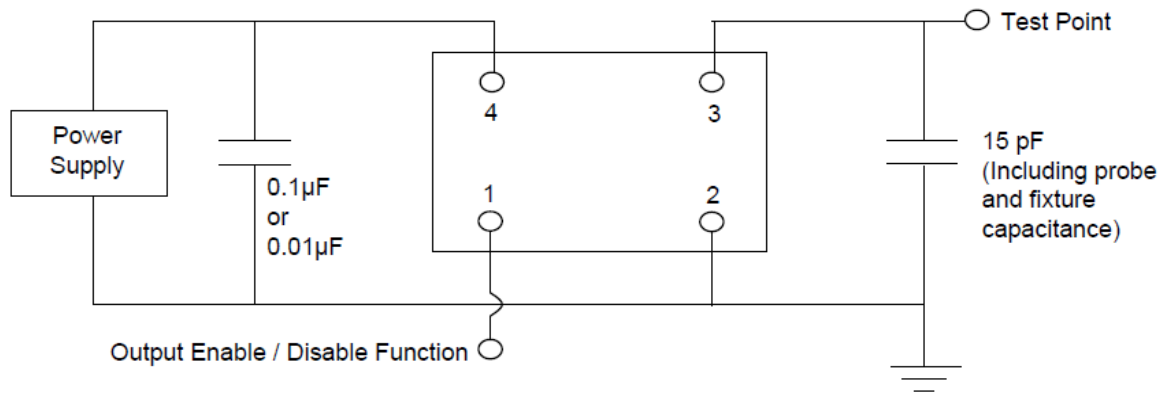 Test Point
4
3
Power
Supply
15 pF
(Including probe
and fixture
capacitance)
0.1µF
or
0.01µF
1
2
Output Enable / Disable Function